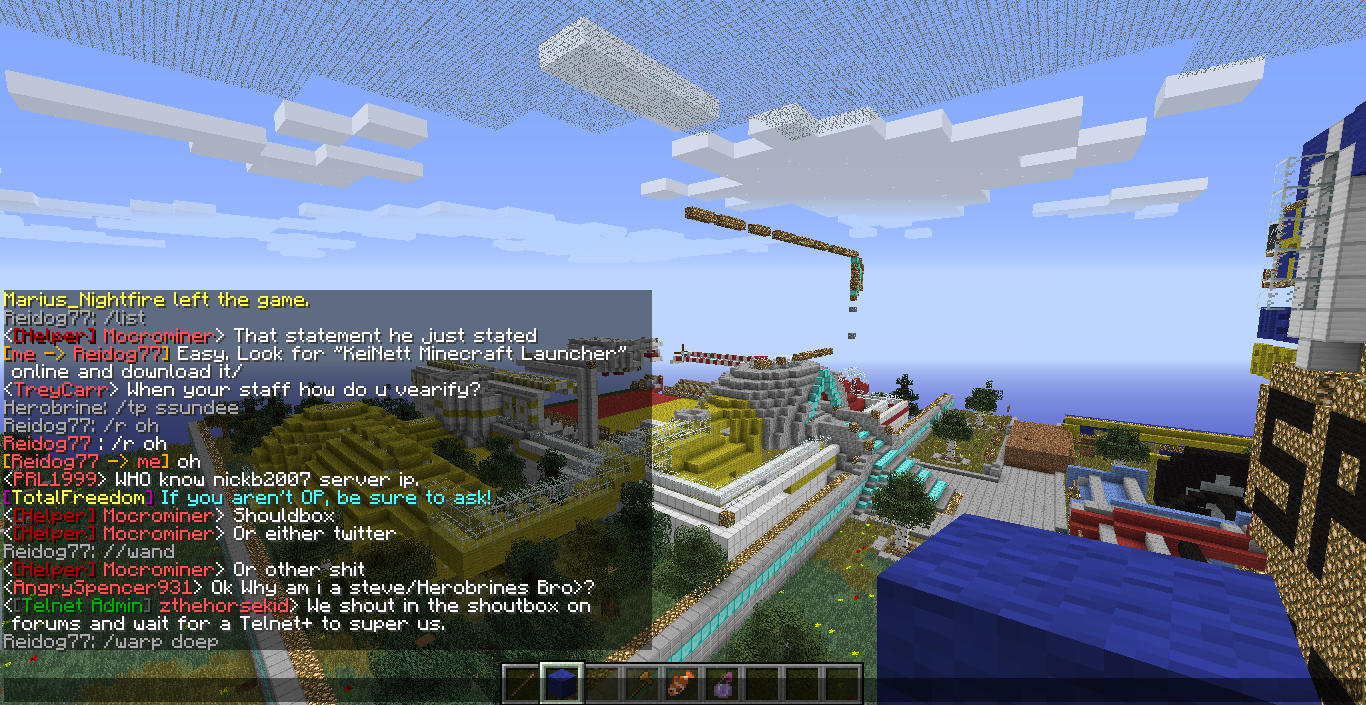 Marius_Nightfire left the game.
Reidog77: /list
<[Helper] Mocrominer> That statement he just stated
[me -> Reidog77] Easy. Look for "KeiNett Minecraft Launcher"
online and download it/
<TreyCarr> When your staff how do u vearify?
Herobrine: /tp ssundee
Reidog77: /r oh
Reidog77 : /r oh
[Reidog77 -> me] oh
<PRL1999> WHO know nickb2007 server ip.
[TotalFreedom] If you aren't OP, be sure to ask!
<[Helper] Mocrominer> Shouldbox
<[Helper] Mocrominer> Or either twitter
Reidog77: //wand
<[Helper] Mocrominer> Or other shit
<AngrySpencer931> Ok Why am i a steve/Herobrines Bro>?
<[Telnet Admin] zthehorsekid> We shout in the shoutbox on
forums and wait for a Telnet+ to super us.
Reidog77: /warp doep